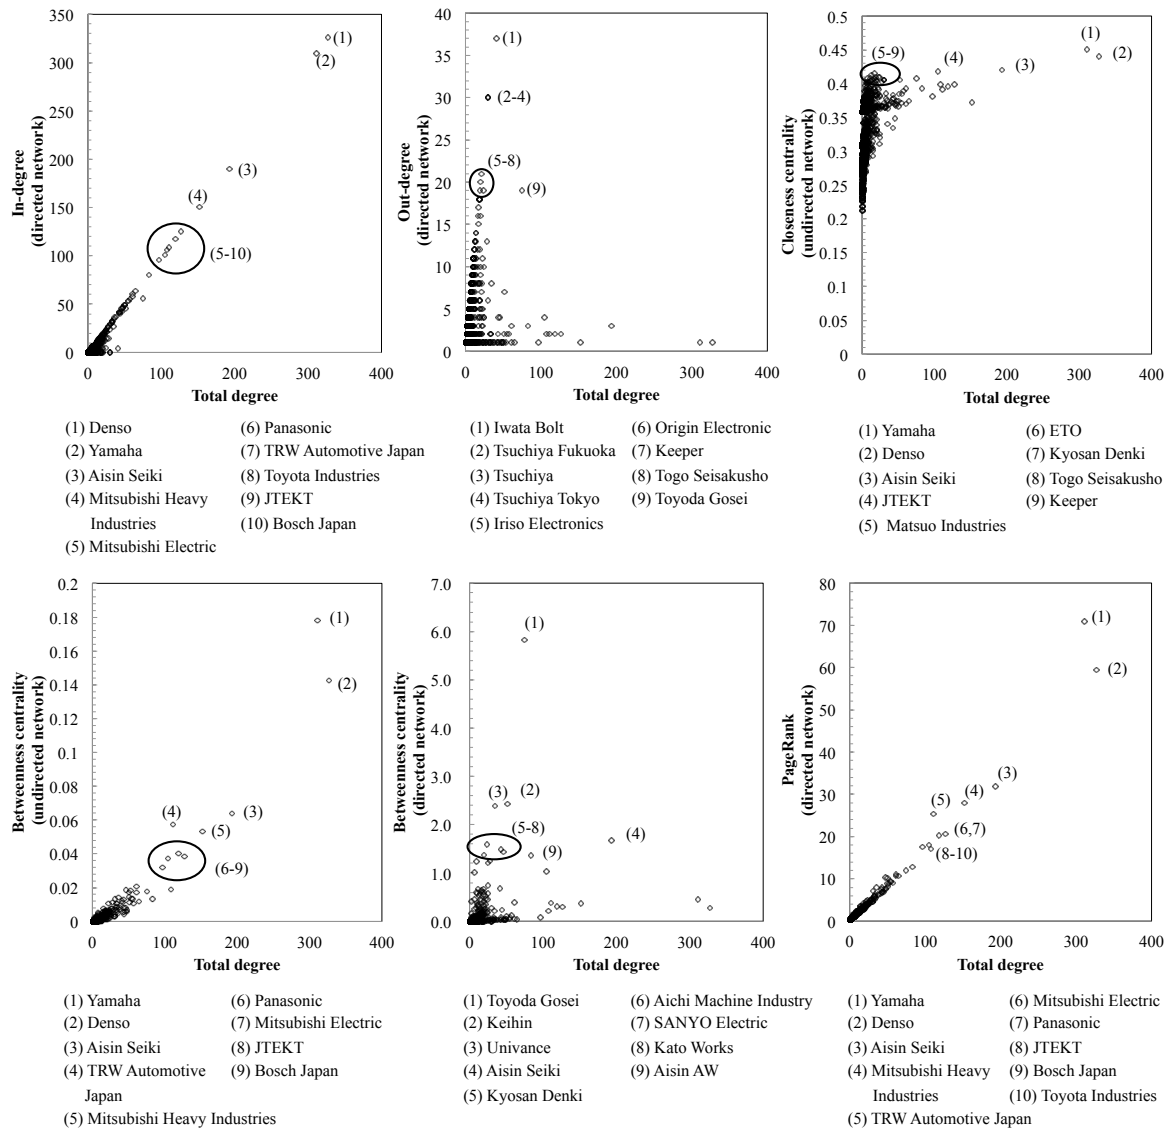 350
300
250
200
150
100
50
0
0
100
200
300
400
In-degree
(directed network)
Total degree
(1)
(2)
(3)
(4)
(5-10)
(1) Denso
(2) Yamaha
(3) Aisin Seiki
(4) Mitsubishi Heavy
Industries
(5) Mitsubishi Electric
(6) Panasonic
(7) TRW Automotive Japan
(8) Toyota Industries
(9) JTEKT
(10) Bosch Japan
40
35
30
25
20
15
10
5
0
0
100
200
300
400
Out-degree
(directed network)
Total degree
(1)
(2-4)
(5-8)
(9)
(1) Iwata Bolt
(2) Tsuchiya Fukuoka
(3) Tsuchiya
(4) Tsuchiya Tokyo
(5) Iriso Electronics
(6) Origin Electronic
(7) Keeper
(8) Togo Seisakusho
(9) Toyoda Gosei
0.5
0.45
0.4
0.35
0.3
0.25
0.2
0.15
0.1
0.05
0
0
100
200
300
400
Closeness centrality
(undirected network)
Total degree
(5-9)
(4)
(3)
(1)
(2)
(1) Yamaha
(2) Denso
(3) Aisin Seiki
(4) JTEKT
(5) Matsuo Industries
(6) ETO
(7) Kyosan Denki
(8) Togo Seisakusho
(9) Keeper
0.2
0.18
0.16
0.14
0.12
0.1
0.08
0.06
0.04
0.02
0
0
100
200
300
400
Betweenness centrality
(undirected network)
Total degree
(1)
(2)
(4)
(3)
(5)
(6-9)
(1) Yamaha
(2) Denso
(3) Aisin Seiki
(4) TRW Automotive
Japan
(5) Mitsubishi Heavy Industries
(6) Panasonic
(7) Mitsubishi Electric
(8) JTEKT
(9) Bosch Japan
7.0
6.0
5.0
4.0
3.0
2.0
1.0
0.0
0
100
200
300
400
Betweenness centrality
(directed network)
Total degree
(1)
(3)
(2)
(5-8)
(4)
(9)
(1) Toyoda Gosei
(2) Keihin
(3) Univance
(4) Aisin Seiki
(5) Kyosan Denki
(6) Aichi Machine Industry
(7) SANYO Electric
(8) Kato Works
(9) Aisin AW
80
70
60
50
40
30
20
10
0
0
100
200
300
400
PageRank
(directed network)
Total degree
(1)
(2)
(3)
(4)
(5)
(6,7)
(8-10)
(1) Yamaha
(2) Denso
(3) Aisin Seiki
(4) Mitsubishi Heavy
Industries
(5) TRW Automotive Japan
(6) Mitsubishi Electric
(7) Panasonic
(8) JTEKT
(9) Bosch Japan
(10) Toyota Industries